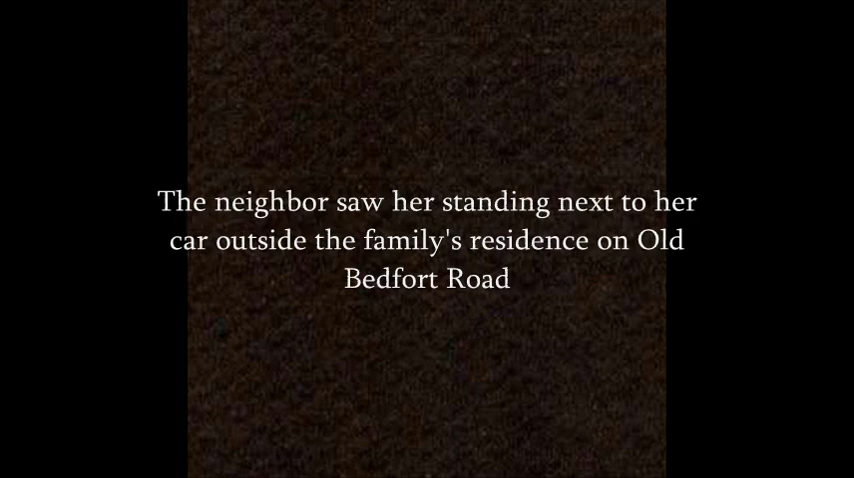 The neighbor saw her standing next to her
car outside the family's residence on Old
Bedfort Road